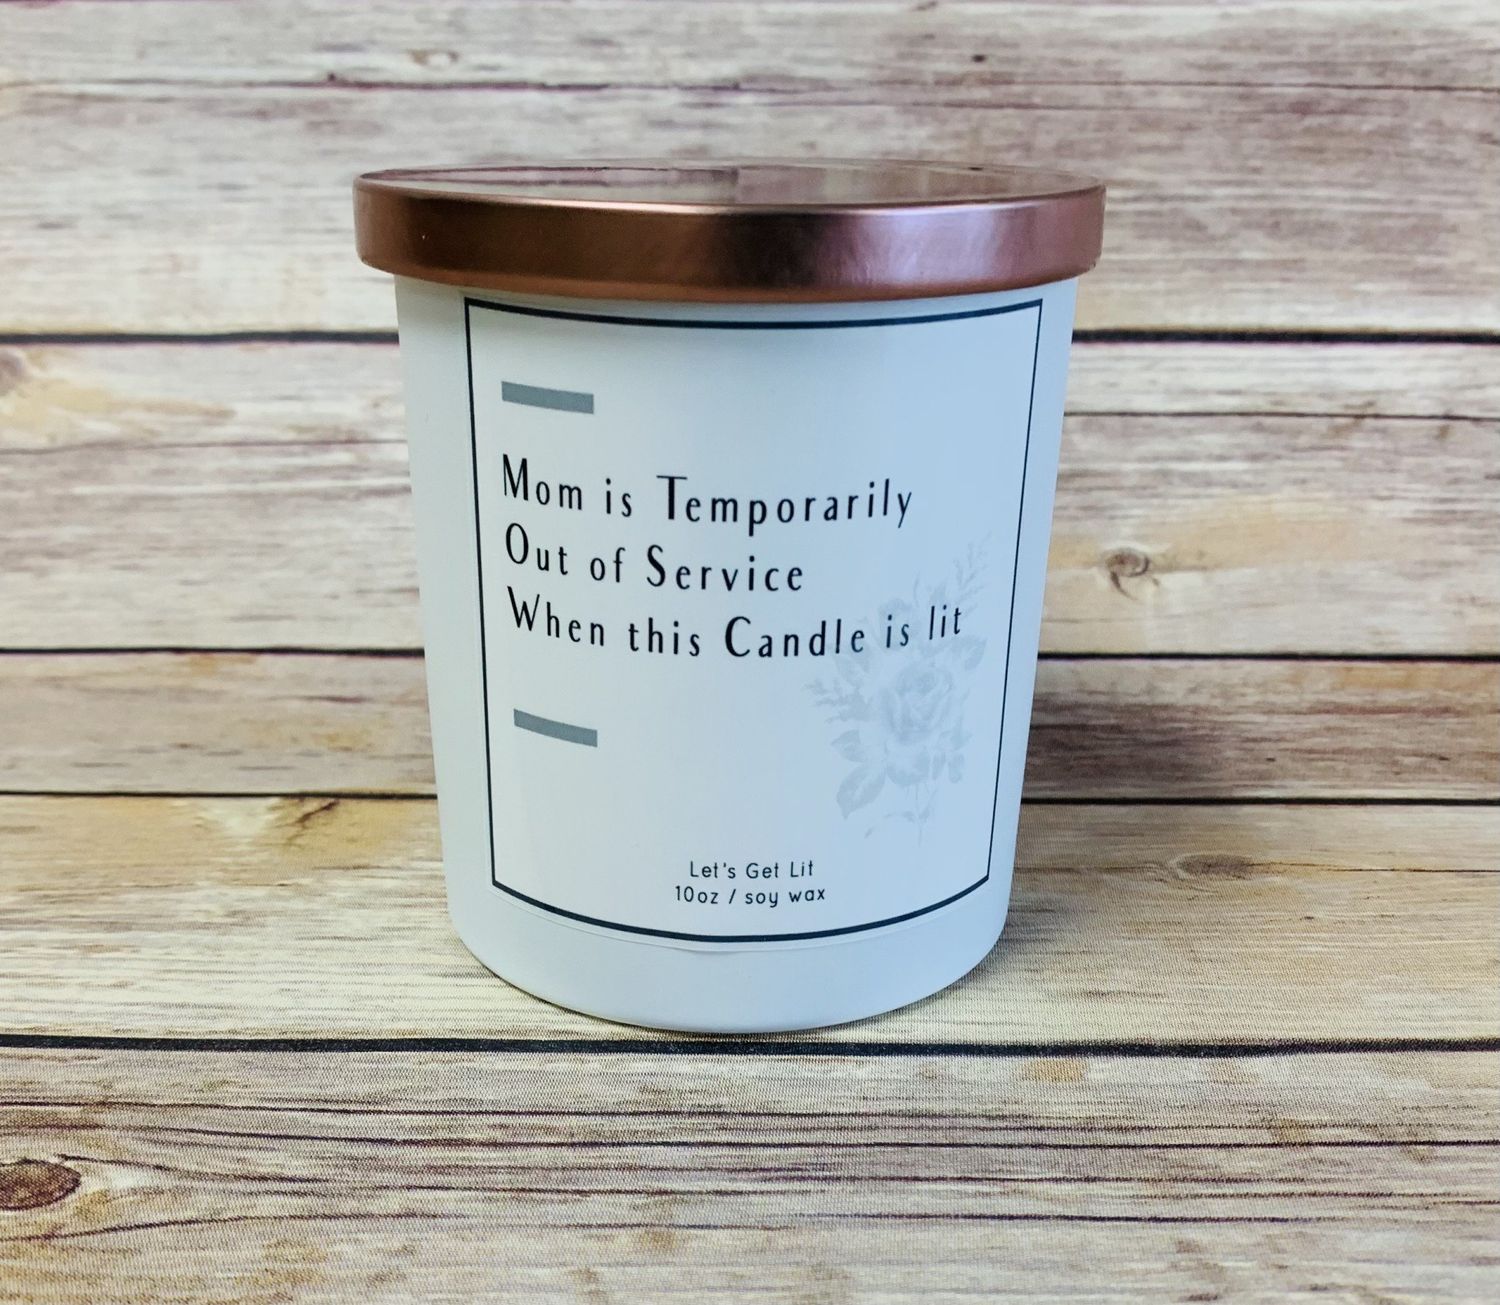 Mom is Temporarily
Out of Service
When this Candle is lit
Let's Get Lit
10oz / soy wax